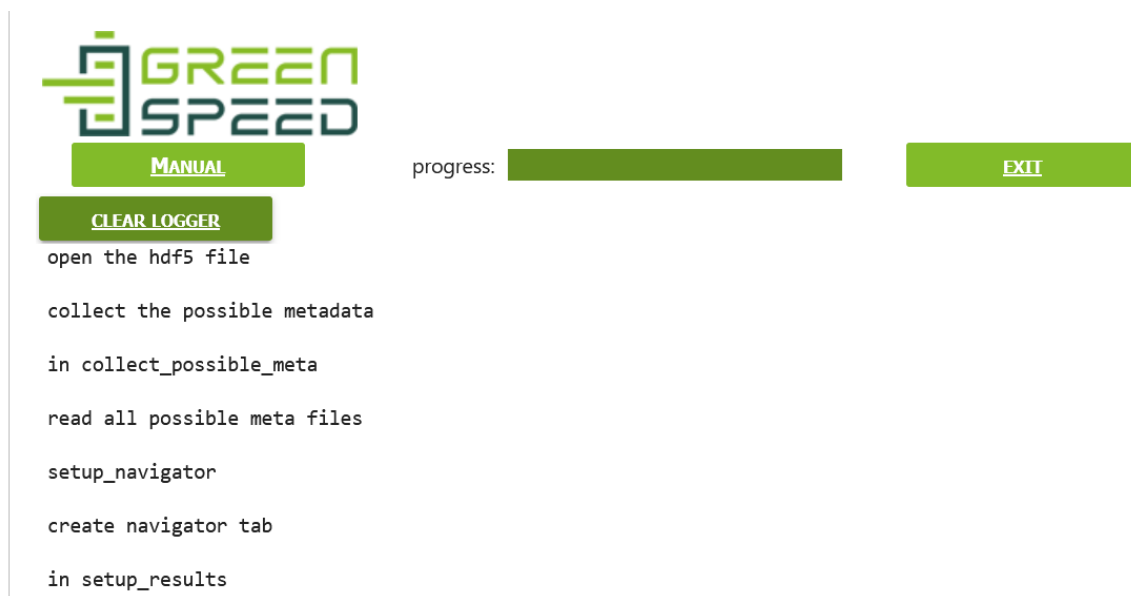 GREEN
SPEED
MANUAL
progress:
EXIT
CLEAR LOGGER
open the hdf5 file
collect the possible metadata
in collect_possible_meta
read all possible meta files
setup_navigator
create navigator tab
in setup_results